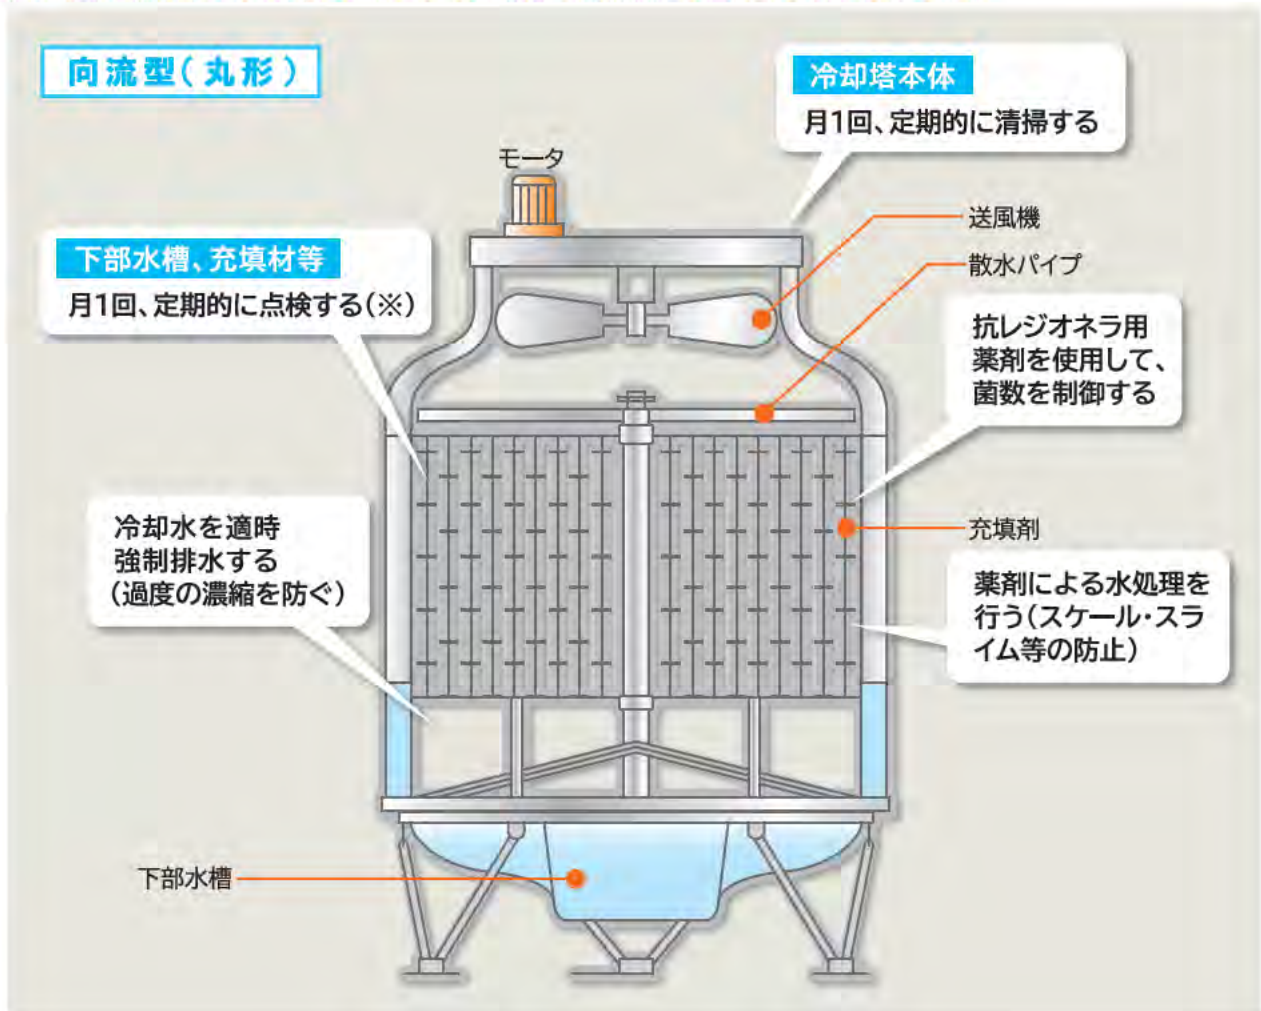 向流型(丸形)
冷却塔本体
月1回、定期的に清掃する
モータ
送風機
散水パイプ
下部水槽、充填材等
月1回、定期的に点検する(※)
抗レジオネラ用
薬剤を使用して、
菌数を制御する
冷却水を適時
強制排水する
(過度の濃縮を防ぐ)
充填剤
薬剤による水処理を
行う(スケール・スラ
イム等の防止)
下部水槽